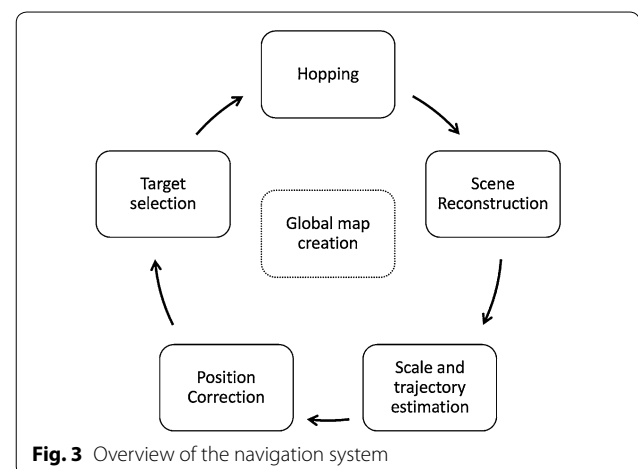 Hopping
Target
selection
Scene
Reconstruction
Global map
creation
Position
Correction
Scale and
trajectory
estimation
Fig. 3 Overview of the navigation system